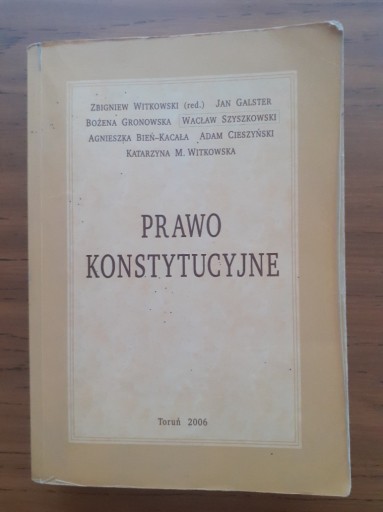 ZBIGNIEW WITKOWSKI (red.) JAN GALSTER
BOŻENA GRONOWSKA WACŁAW SZYSZKOWSKI
AGNIESZKA BIEŃ-KACAŁA ADAM CIESZYŃSKI
KATARZYNA M. WITKOWSKA
PRAWO
KONSTYTUCYJNE
Toruń 2006